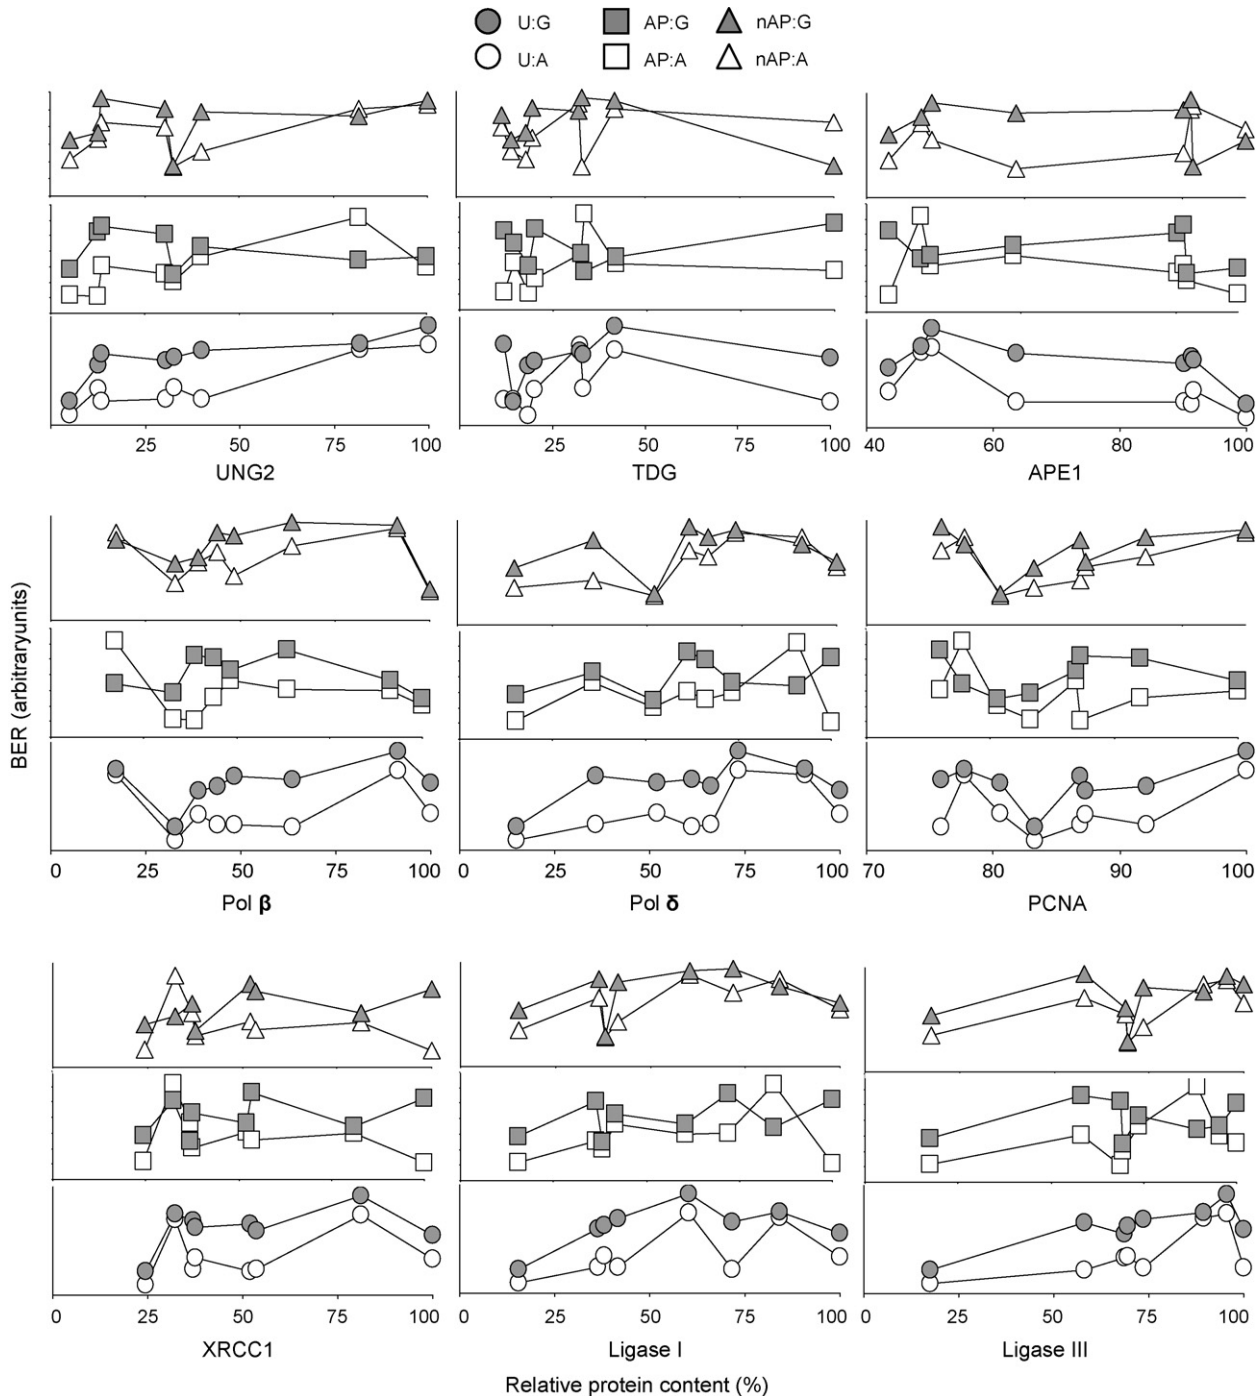 U:G AP:G nAP:G
U:A AP:A nAP:A
25 50 75 100
UNG2
0 25 50 75 100
TDG
40 60 80 100
APE1
BER (arbitraryunits)
0 25 50 75 100
Pol β
0 25 50 75 100
Pol δ
70 80 90 100
PCNA
0 25 50 75 100
XRCC1
0 25 50 75 100
Ligase I
0 25 50 75 100
Ligase III
Relative protein content (%)